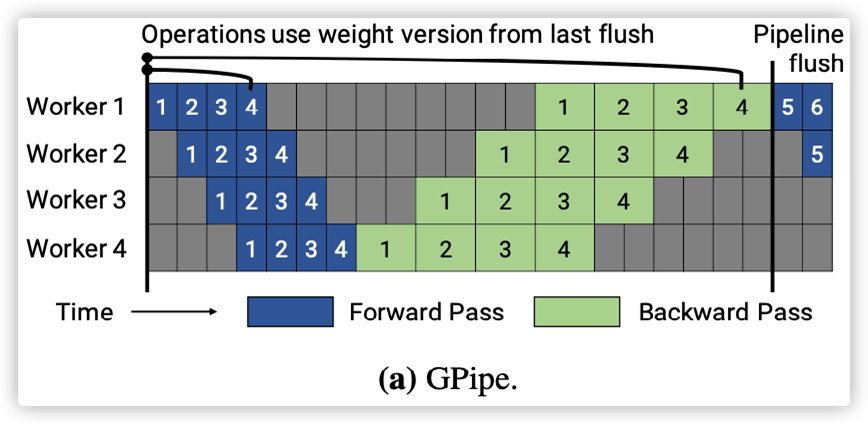 Operations use weight version from last flush
Pipeline
flush
Worker 1 1 2 3 4 1 2 3 4 5 6
Worker 2 1 2 3 4 1 2 3 4 5
Worker 3 1 2 3 4 1 2 3 4
Worker 4 1 2 3 4 1 2 3 4
Time Forward Pass Backward Pass
(a) GPipe.